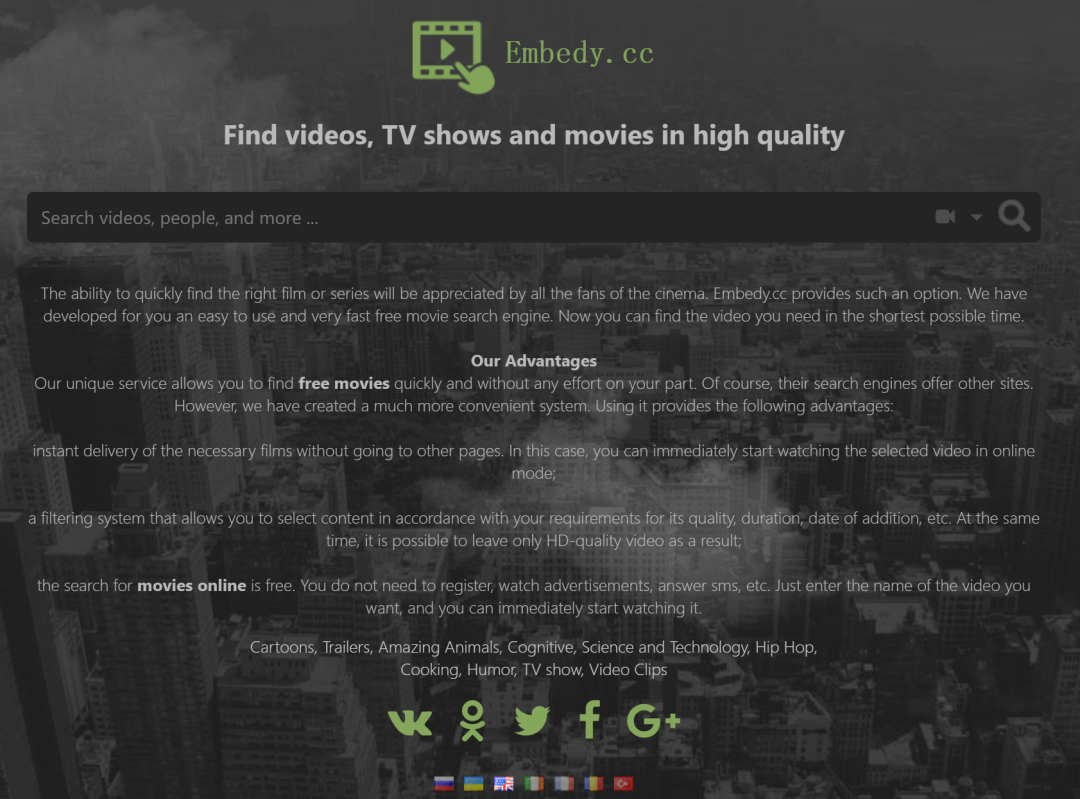 Embedy.cc
Find videos, TV shows and movies in high quality
Search videos, people, and more ...
The ability to quickly find the right film or series will be appreciated by all the fans of the cinema. Embedy.cc provides such an option. We have
developed for you an easy to use and very fast free movie search engine. Now you can find the video you need in the shortest possible time.
Our Advantages
Our unique service allows you to find free movies quickly and without any effort on your part. Of course, their search engines offer other sites.
However, we have created a much more convenient system. Using it provides the following advantages:
instant delivery of the necessary films without going to other pages. In this case, you can immediately start watching the selected video in online
mode;
a filtering system that allows you to select content in accordance with your requirements for its quality, duration, date of addition, etc. At the same
time, it is possible to leave only HD-quality video as a result;
the search for movies online is free. You do not need to register, watch advertisements, answer sms, etc. Just enter the name of the video you
want, and you can immediately start watching it.
Cartoons, Trailers, Amazing Animals, Cognitive, Science and Technology, Hip Hop,
Cooking, Humor, TV show, Video Clips